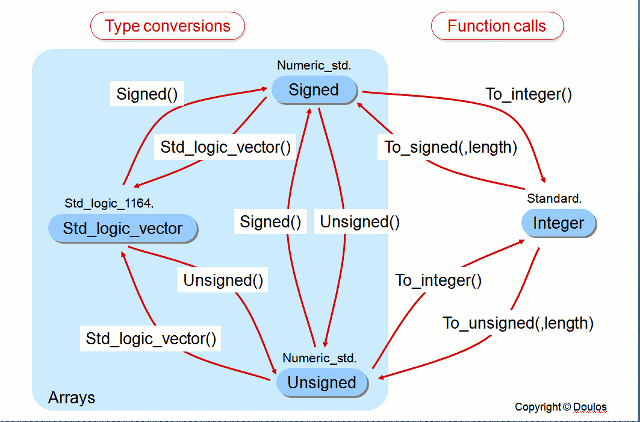 Type conversions
Function calls
Numeric_std.
Signed
Signed()
To_integer()
Std_logic_vector()
To_signed(,length)
Std_logic_1164.
Std_logic_vector
Standard.
Integer
Signed()
Unsigned()
Unsigned()
To_integer()
Std_logic_vector()
To_unsigned(,length)
Numeric_std.
Unsigned
Arrays
Copyright © Doulos